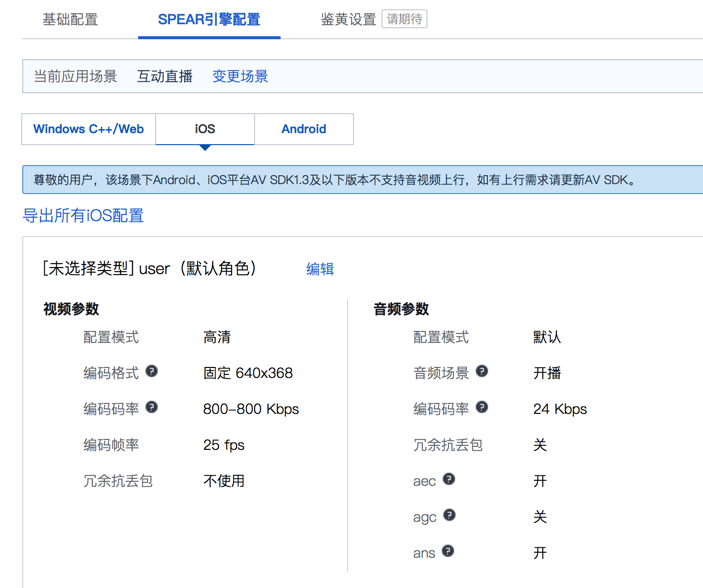 基础配置 SPEAR引擎配置 鉴黄设置 请期待
当前应用场景 互动直播 变更场景
Windows C++/Web iOS Android
尊敬的用户，该场景下Android、iOS平台AV SDK1.3及以下版本不支持音视频上行，如有上行需求请更新AV SDK。
导出所有iOS配置
[未选择类型] user（默认角色） 编辑
视频参数 音频参数
配置模式 高清 配置模式 默认
编码格式 ? 固定 640x368 音频场景 ? 开播
编码码率 ? 800–800 Kbps 编码码率 ? 24 Kbps
编码帧率 25 fps 冗余抗丢包 关
冗余抗丢包 不使用 aec ? 开
agc ? 关
ans ? 开